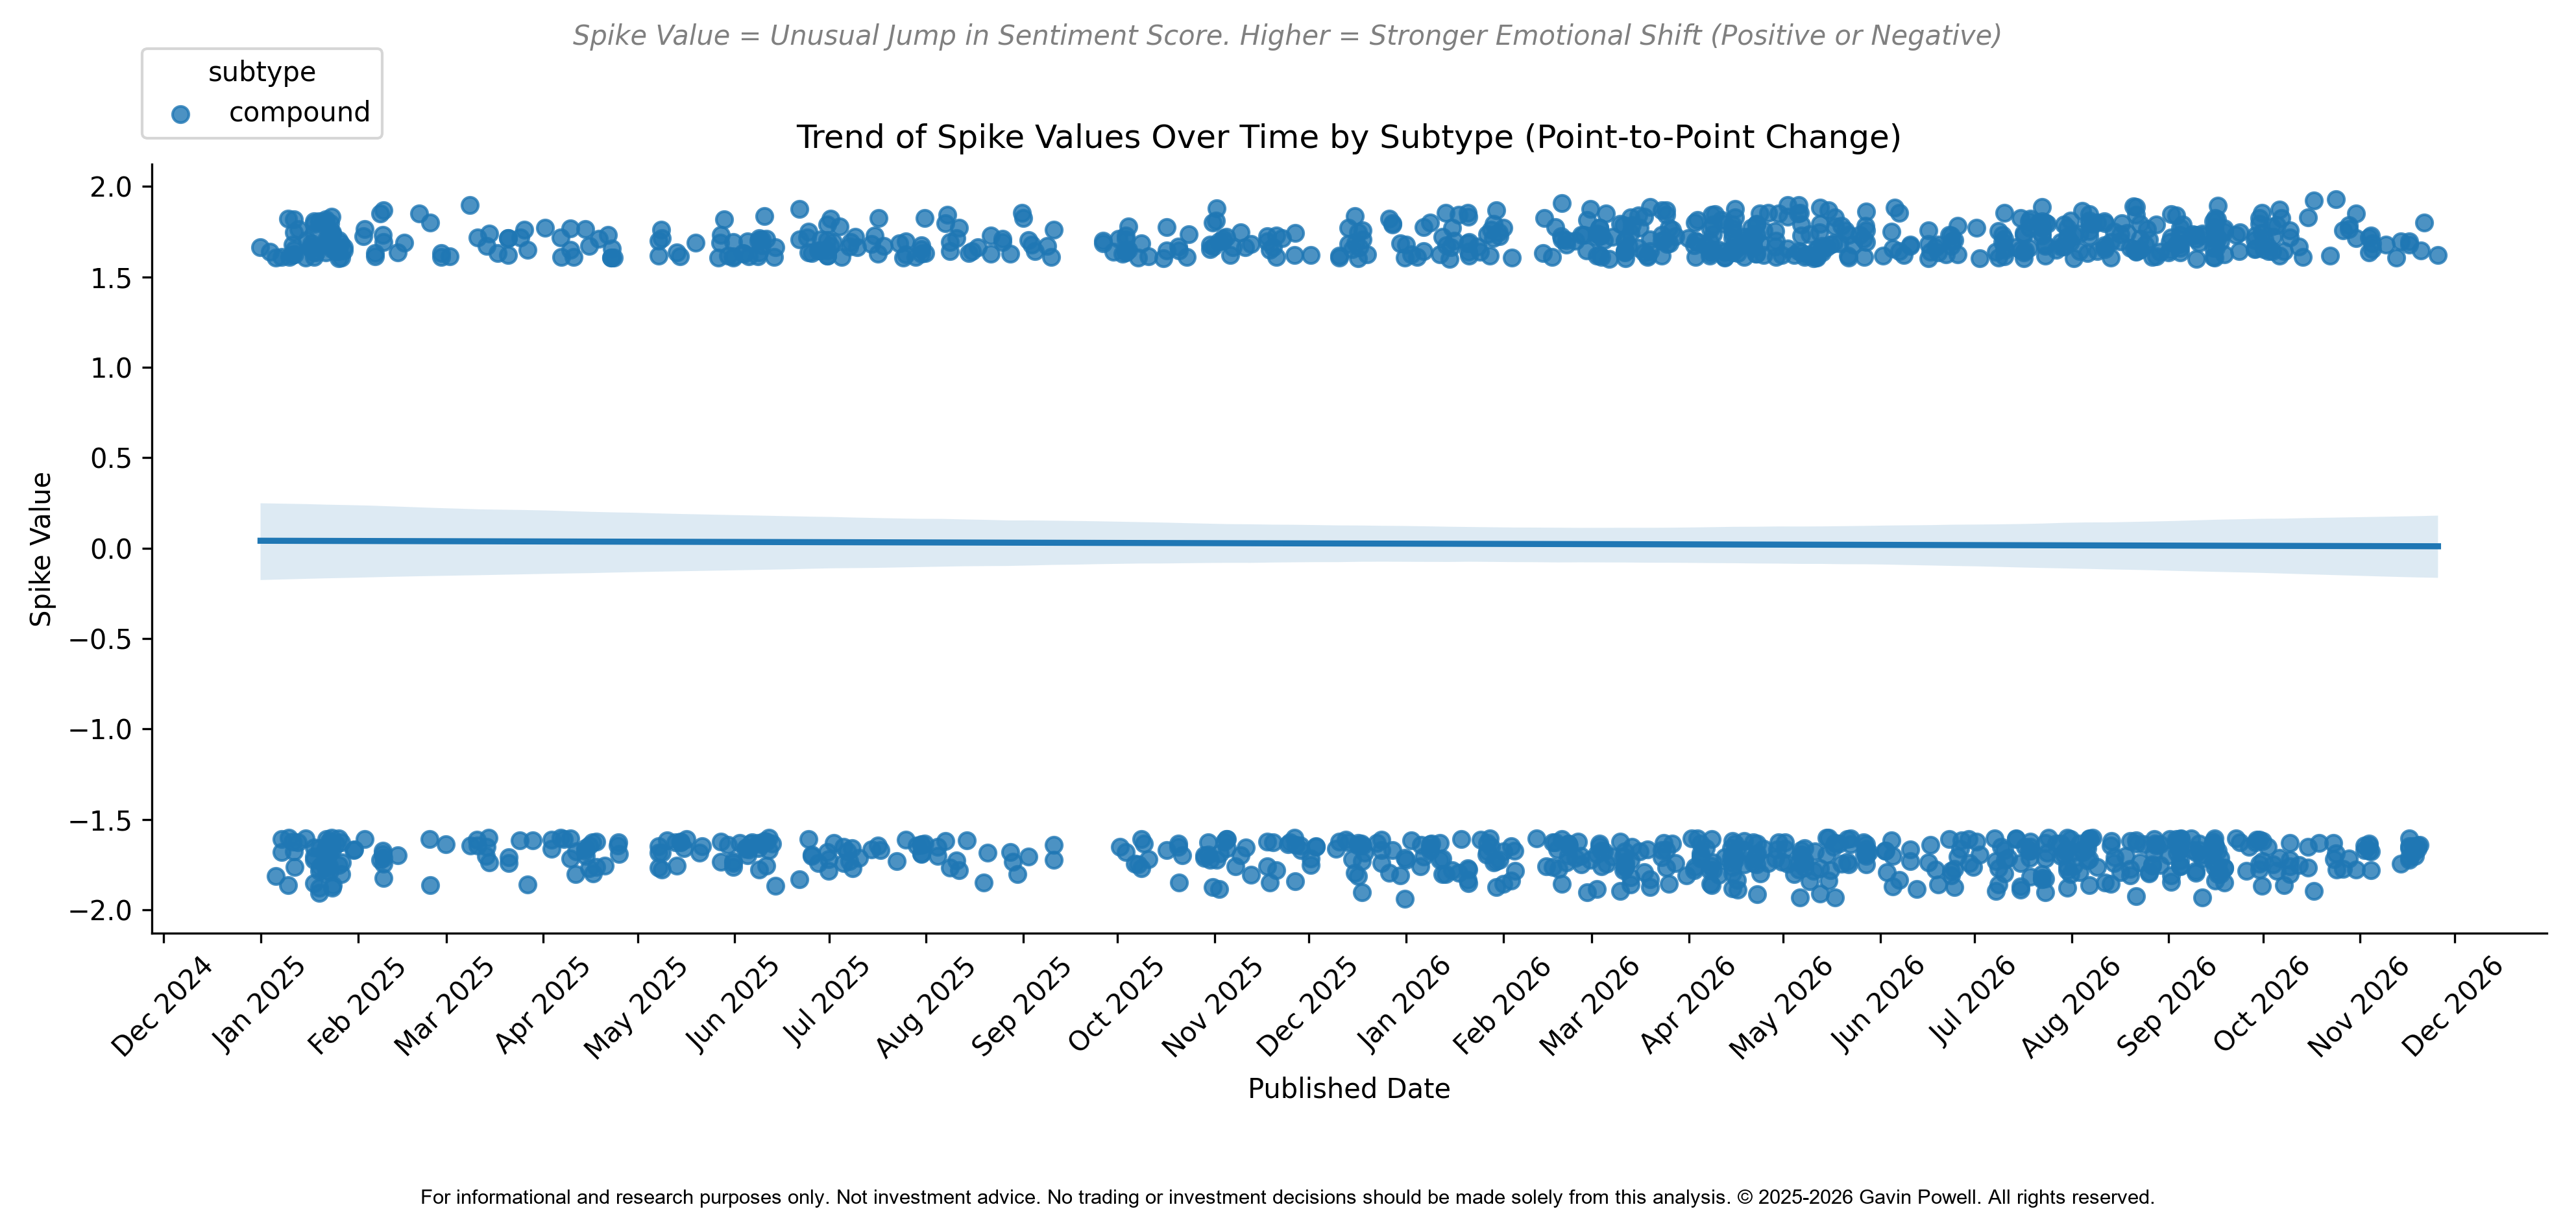 Spike Value = Unusual Jump in Sentiment Score. Higher = Stronger Emotional Shift (Positive or Negative)
subtype
compound
Trend of Spike Values Over Time by Subtype (Point-to-Point Change)
2.0
1.5
1.0
0.5
0.0
−0.5
−1.0
−1.5
−2.0
Spike Value
Dec 2024
Jan 2025
Feb 2025
Mar 2025
Apr 2025
May 2025
Jun 2025
Jul 2025
Aug 2025
Sep 2025
Oct 2025
Nov 2025
Dec 2025
Jan 2026
Feb 2026
Mar 2026
Apr 2026
May 2026
Jun 2026
Jul 2026
Aug 2026
Sep 2026
Oct 2026
Nov 2026
Dec 2026
Published Date
For informational and research purposes only. Not investment advice. No trading or investment decisions should be made solely from this analysis. © 2025-2026 Gavin Powell. All rights reserved.